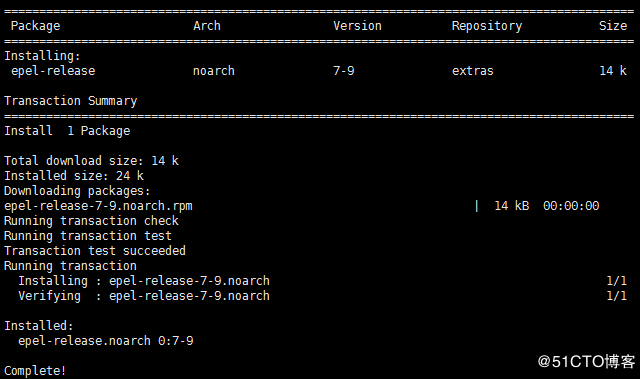 ================================================================================
 Package                Arch                Version             Repository          Size
================================================================================
Installing:
 epel-release           noarch              7-9                 extras              14 k

Transaction Summary
================================================================================
Install  1 Package

Total download size: 14 k
Installed size: 24 k
Downloading packages:
epel-release-7-9.noarch.rpm                                        |  14 kB  00:00:00
Running transaction check
Running transaction test
Transaction test succeeded
Running transaction
  Installing : epel-release-7-9.noarch                                                1/1
  Verifying  : epel-release-7-9.noarch                                                1/1

Installed:
  epel-release.noarch 0:7-9

Complete!
@51CTO博客